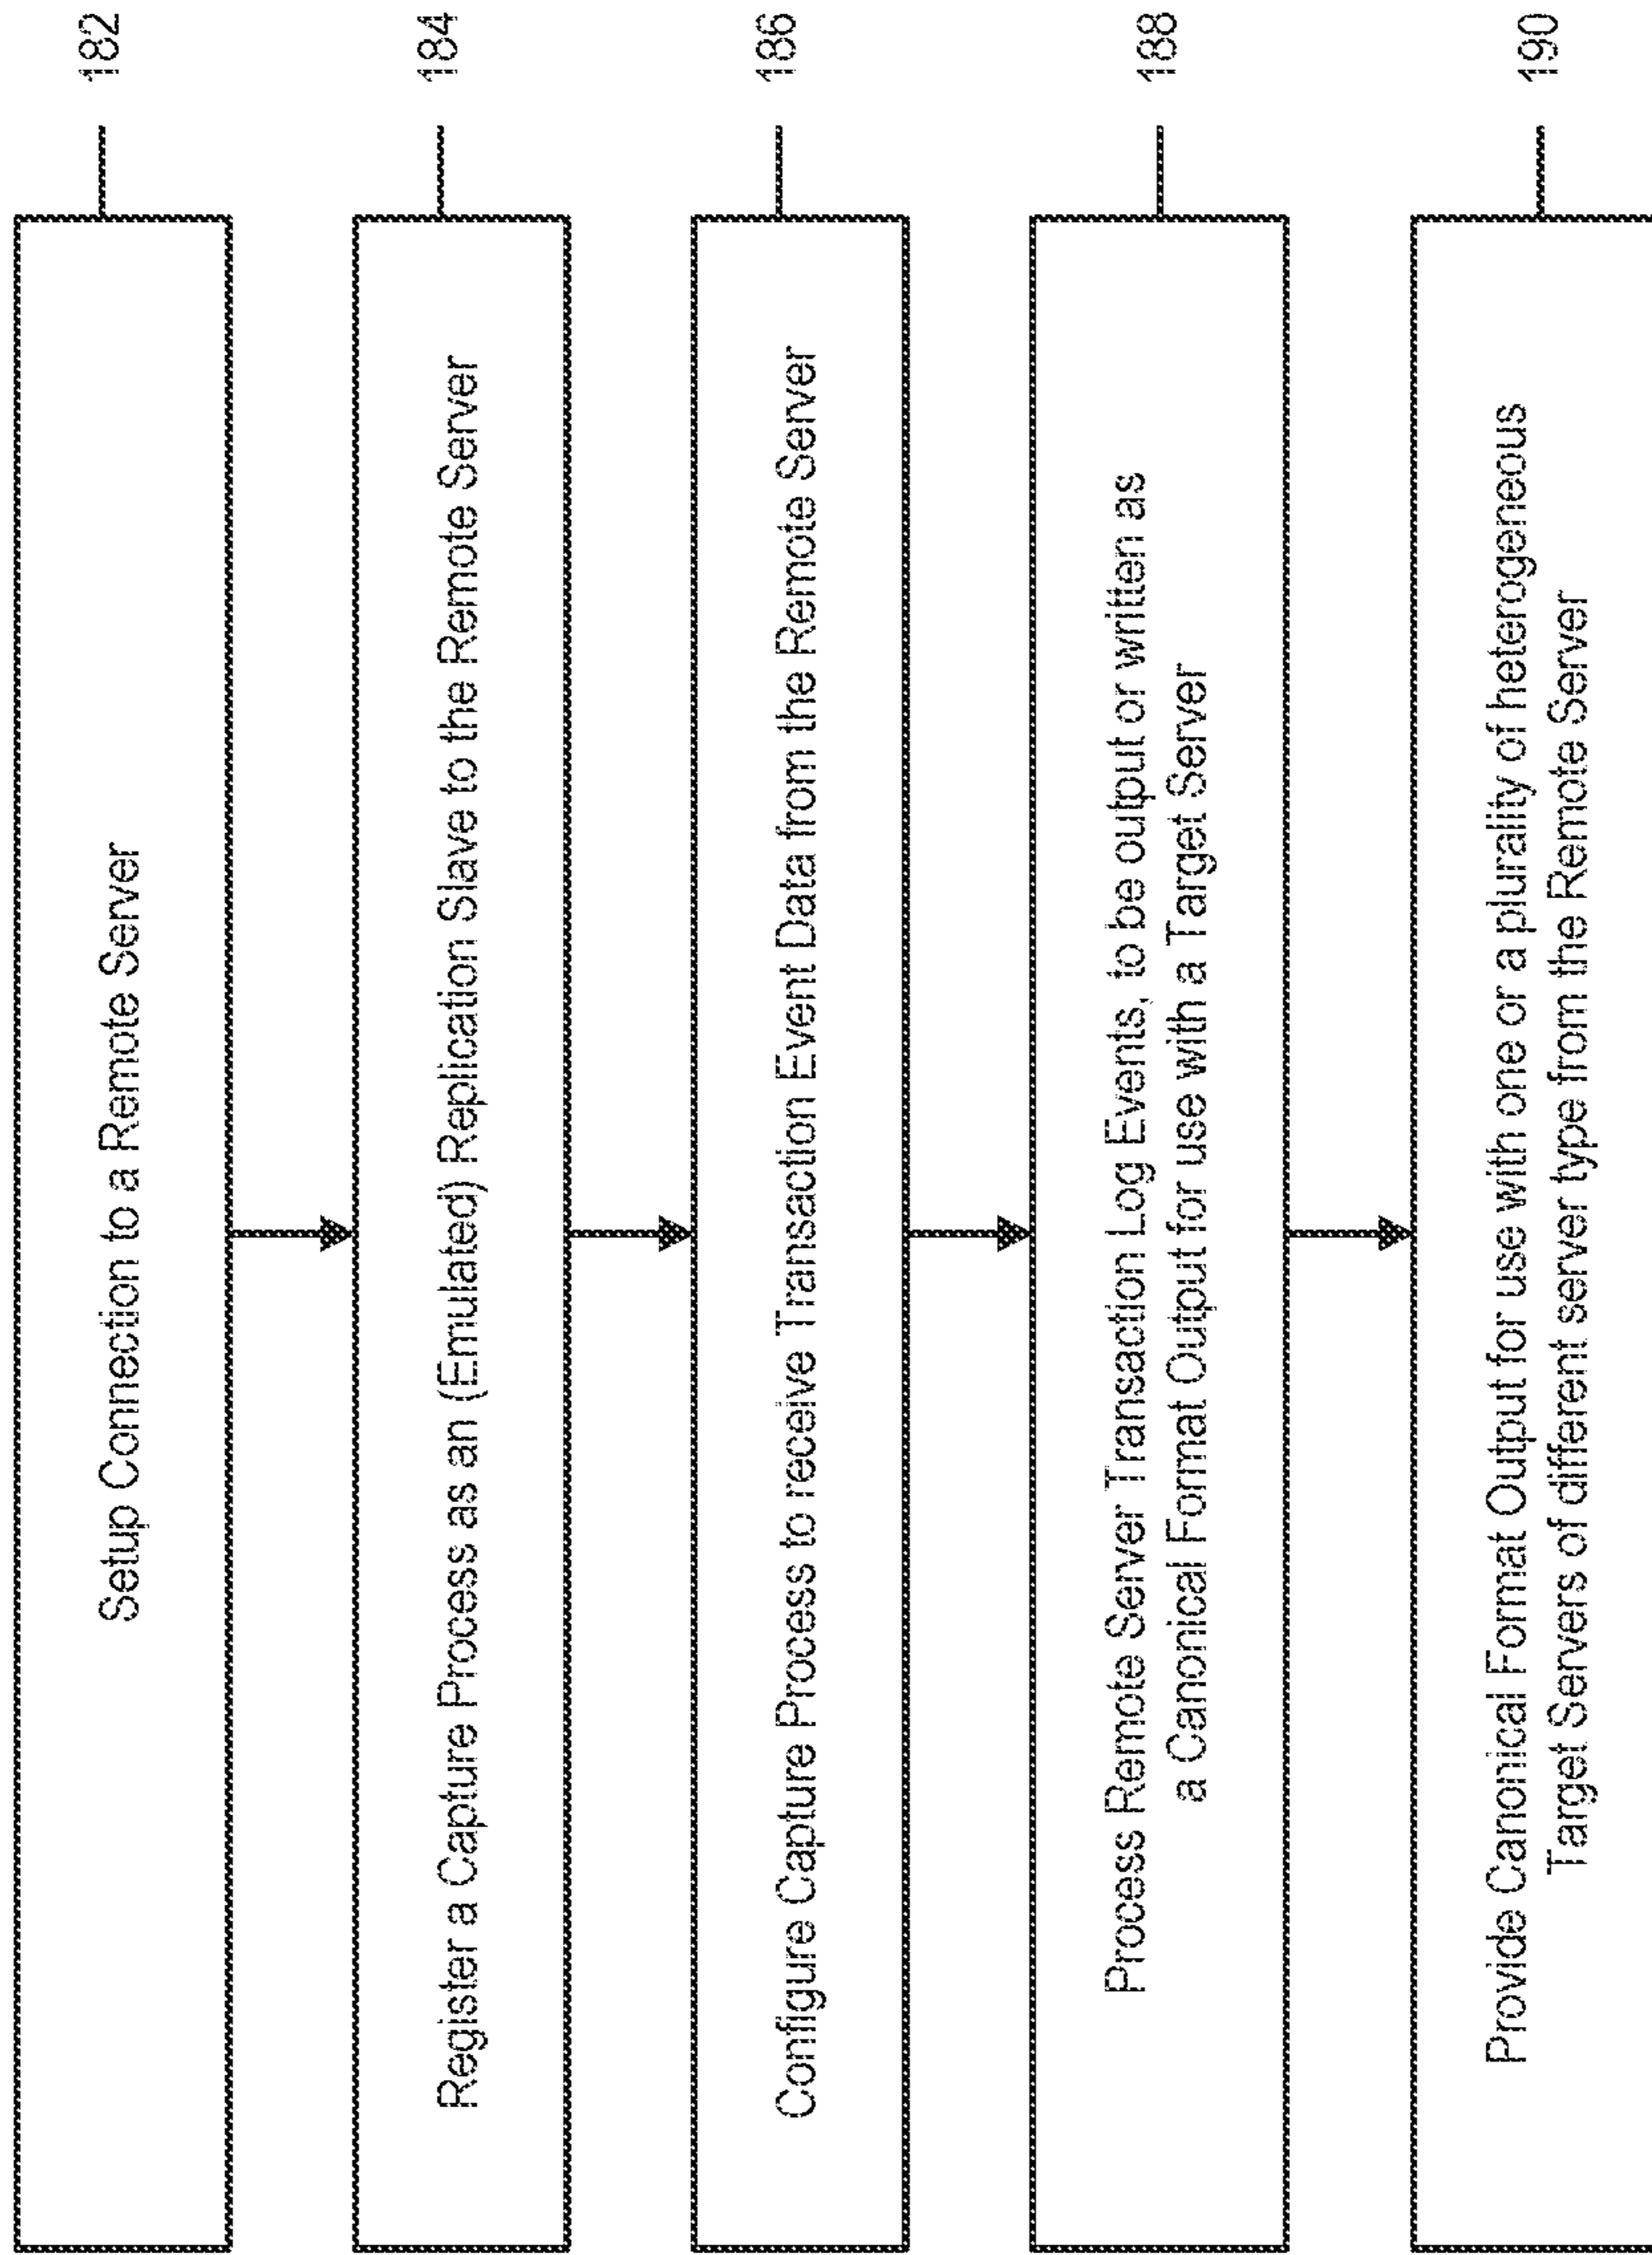 Setup Connection to a Remote Server
182
Register a Capture Process as an (Emulated) Replication Slave to the Remote Server
184
Configure Capture Process to receive Transaction Event Data from the Remote Server
186
Process Remote Server Transaction Log Events, to be output or written as
a Canonical Format Output for use with a Target Server
188
Provide Canonical Format Output for use with one or a plurality of heterogeneous
Target Servers of different server type from the Remote Server
190